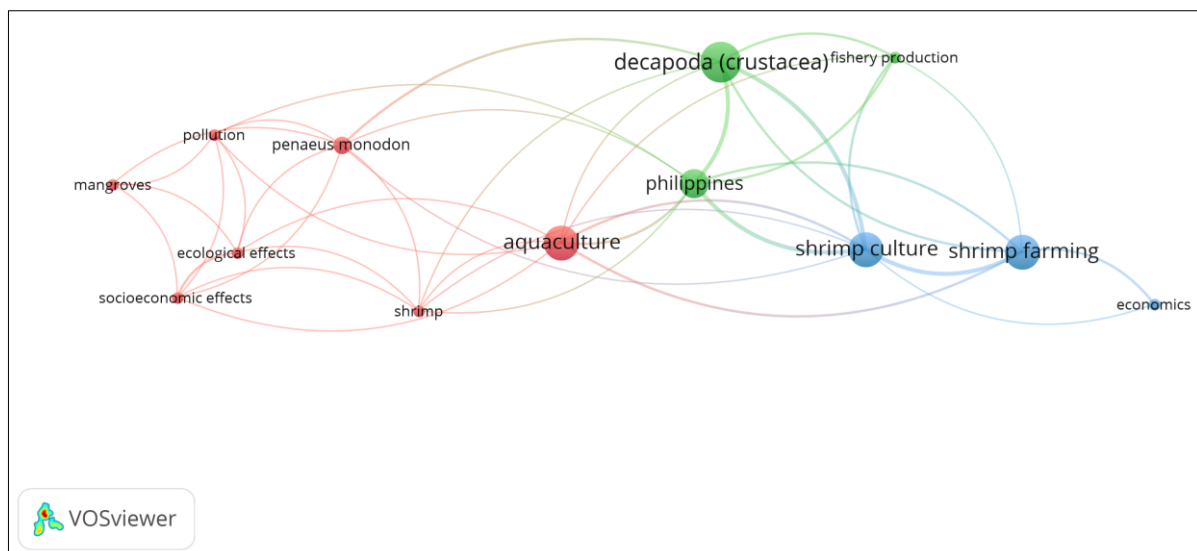 decapoda (crustacea)
fishery production
pollution
penaeus monodon
mangroves
philippines
aquaculture
shrimp culture
shrimp farming
ecological effects
socioeconomic effects
shrimp
economics
VOSviewer